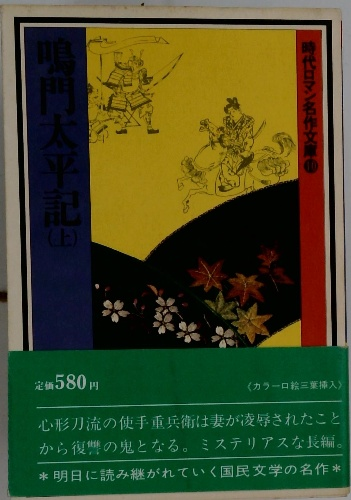 時代ロマン名作文庫
鳴門太平記
(上)
定価580円
《カラー口絵三葉挿入》
心形刀流の使手重兵衛は妻が凌辱されたこと
から復讐の鬼となる。ミステリアスな長編。
*明日に読み継がれていく国民文学の名作*